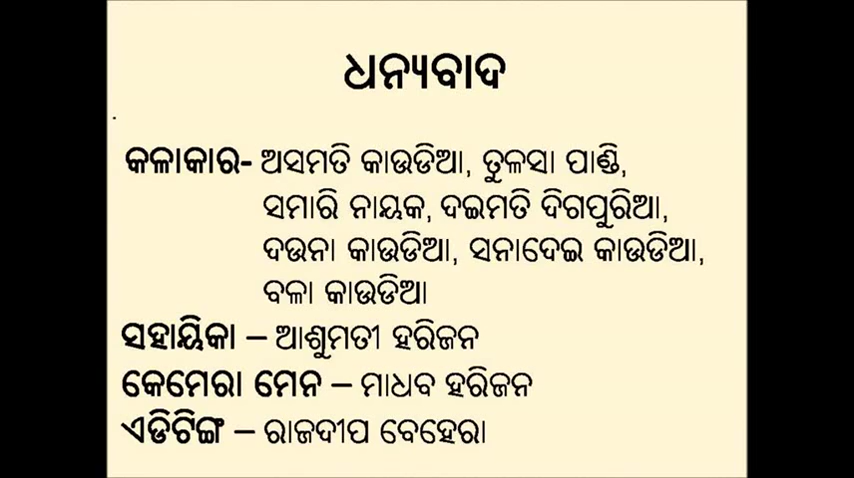 ଧନ୍ୟବାଦ
କଳାକାର- ଅସମତି କାଉଡିଆ, ତୁଳସା ପାଣ୍ଡି,
ସମାରି ନାୟକ, ଦଇମତି ଦିଗପୁରିଆ,
ଦଉନା କାଉଡିଆ, ସନାଦେଇ କାଉଡିଆ,
ବଳା କାଉଡିଆ
ସହାୟିକା – ଆଶୁମତୀ ହରିଜନ
କେମେରା ମେନ – ମାଧବ ହରିଜନ
ଏଡିଟିଙ୍ଗ – ରାଜଦୀପ ବେହେରା